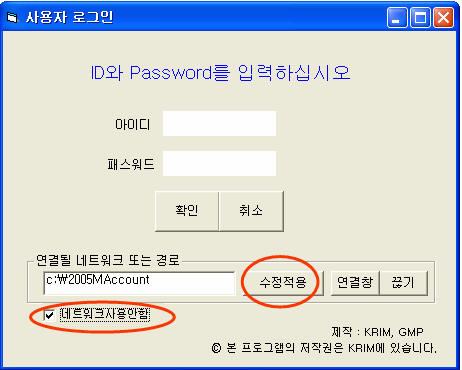 사용자 로그인
ID와 Password를 입력하십시오
아이디
패스워드
확인 취소
연결될 네트워크 또는 경로
c:\2005MAccount 수정적용 연결창 끊기
네트워크사용안함
제작 : KRIM, GMP
© 본 프로그램의 저작권은 KRIM에 있습니다.